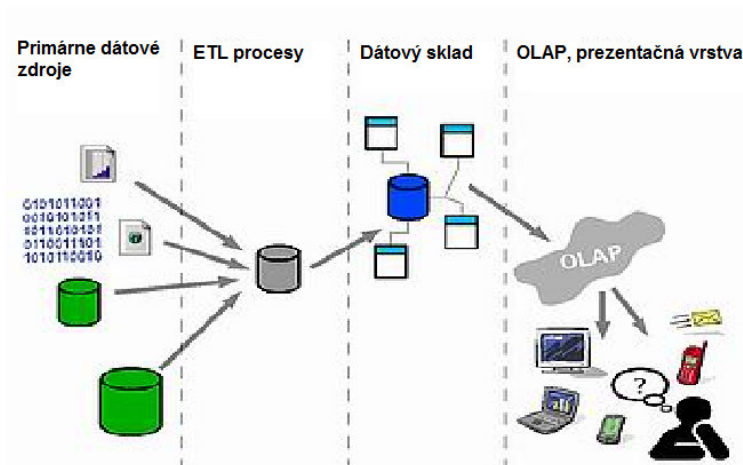 Primárne dátové
zdroje
ETL procesy
Dátový sklad
OLAP, prezentačná vrstva
0101011001
0010101011
1011010101
0110011101
1010110010
OLAP
?